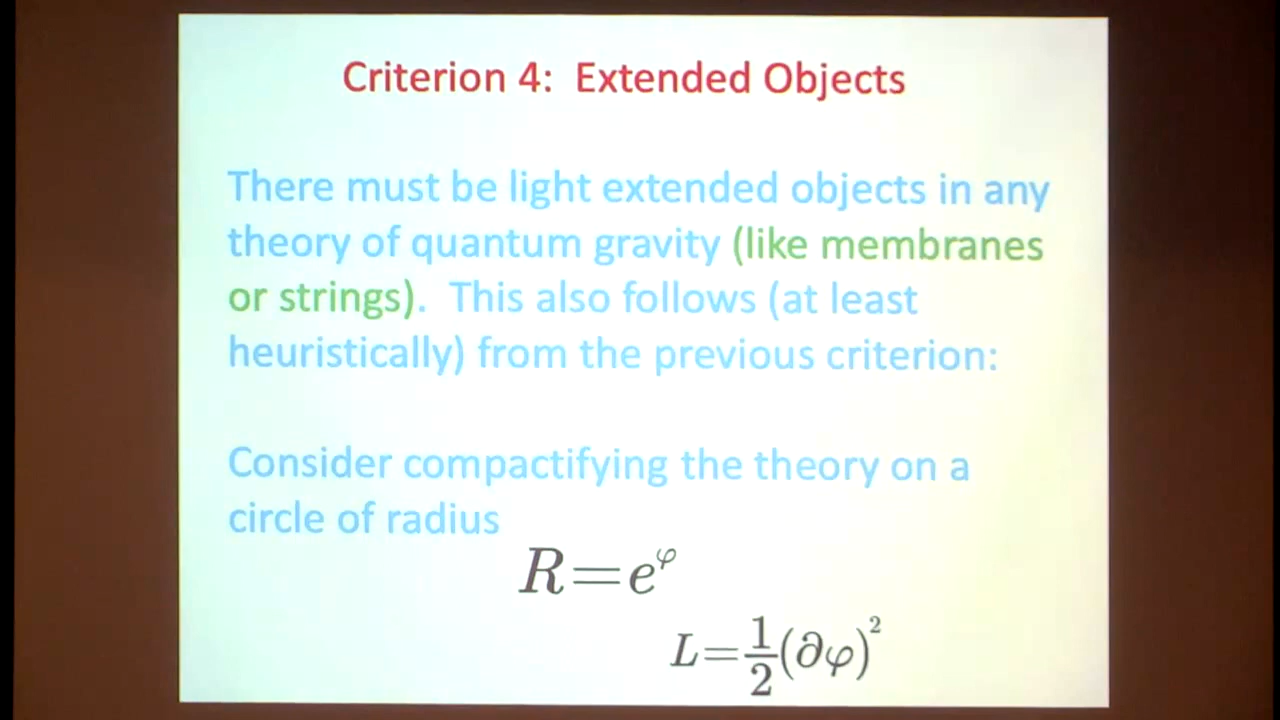 Criterion 4: Extended Objects
There must be light extended objects in any
theory of quantum gravity (like membranes
or strings). This also follows (at least
heuristically) from the previous criterion:
Consider compactifying the theory on a
circle of radius
R=e^φ
L=\frac{1}{2}(∂φ)^2